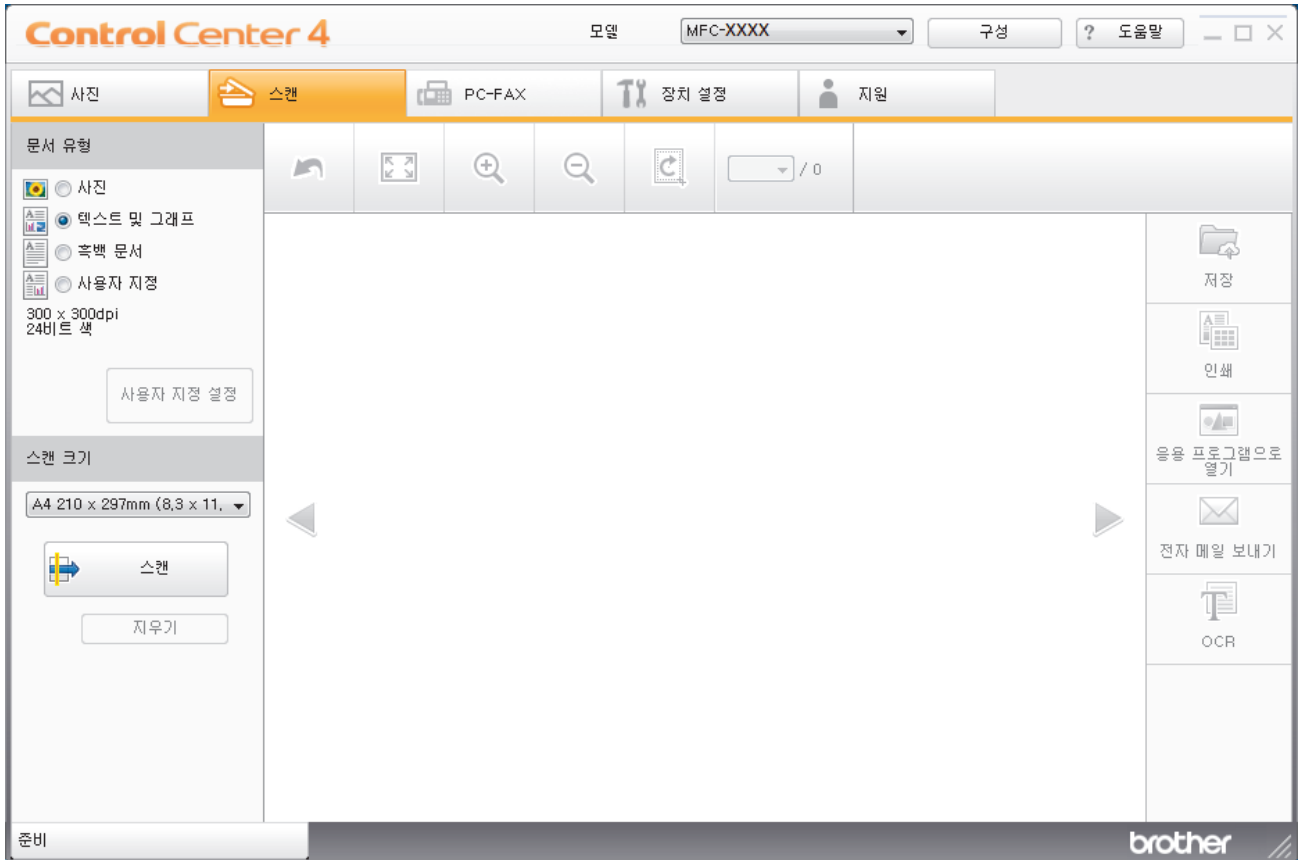 Control Center 4
모델
MFC-XXXX
구성
? 도움말
사진
스캔
PC-FAX
장치 설정
지원
문서 유형
사진
텍스트 및 그래프
흑백 문서
사용자 지정
300 x 300dpi
24비트 색
사용자 지정 설정
스캔 크기
A4 210 x 297mm (8,3 x 11,
스캔
지우기
/ 0
저장
인쇄
응용 프로그램으로
열기
전자 메일 보내기
OCR
준비
brother